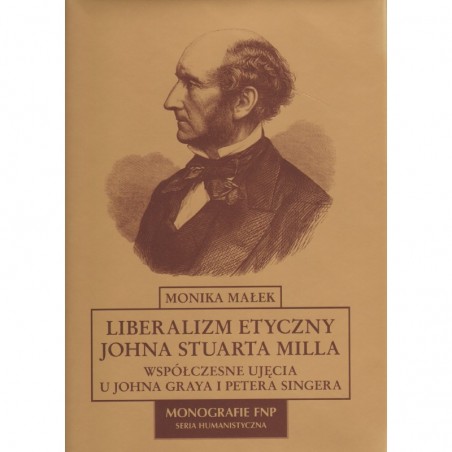 MONIKA MAŁEK
LIBERALIZM ETYCZNY
JOHNA STUARTA MILLA
WSPÓŁCZESNE UJĘCIA
U JOHNA GRAYA I PETERA SINGERA
MONOGRAFIE FNP
SERIA HUMANISTYCZNA